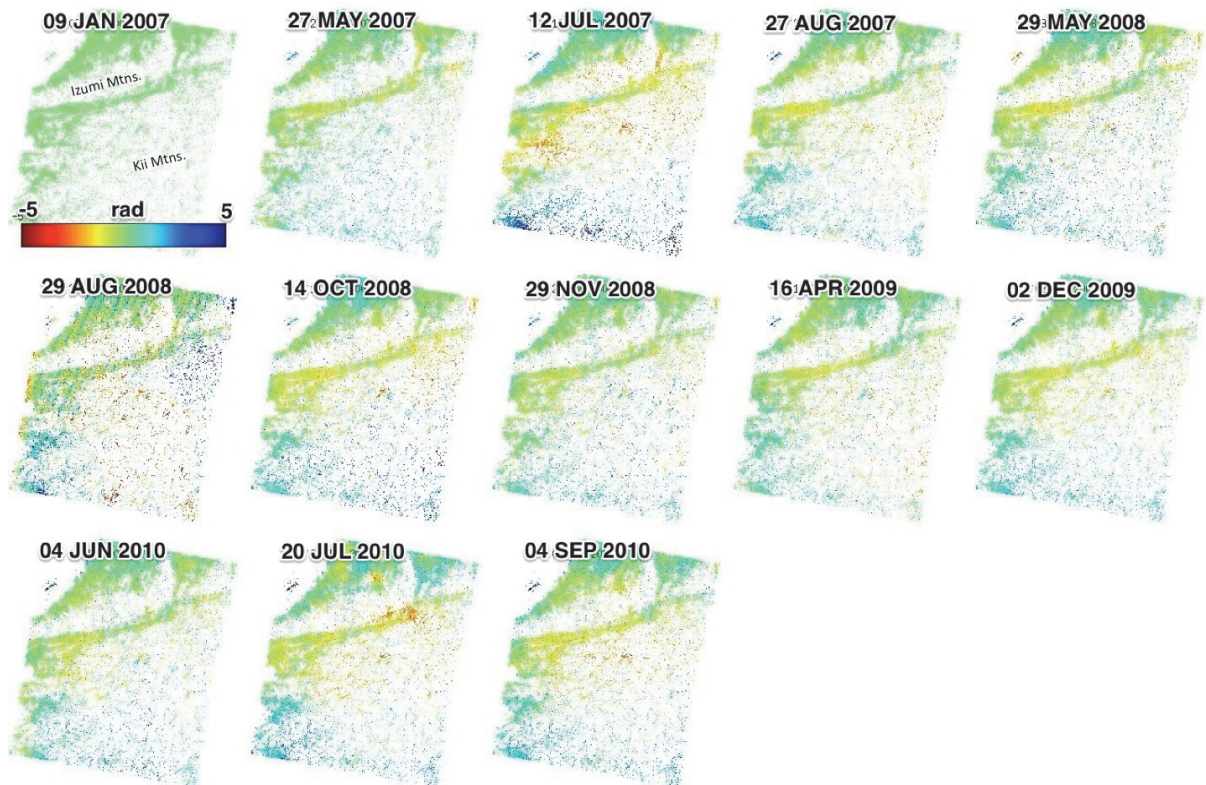 09 JAN 2007
27 MAY 2007
12 JUL 2007
27 AUG 2007
29 MAY 2008
Izumi Mtns.
Kii Mtns.
-5 rad 5
29 AUG 2008
14 OCT 2008
29 NOV 2008
16 APR 2009
02 DEC 2009
04 JUN 2010
20 JUL 2010
04 SEP 2010